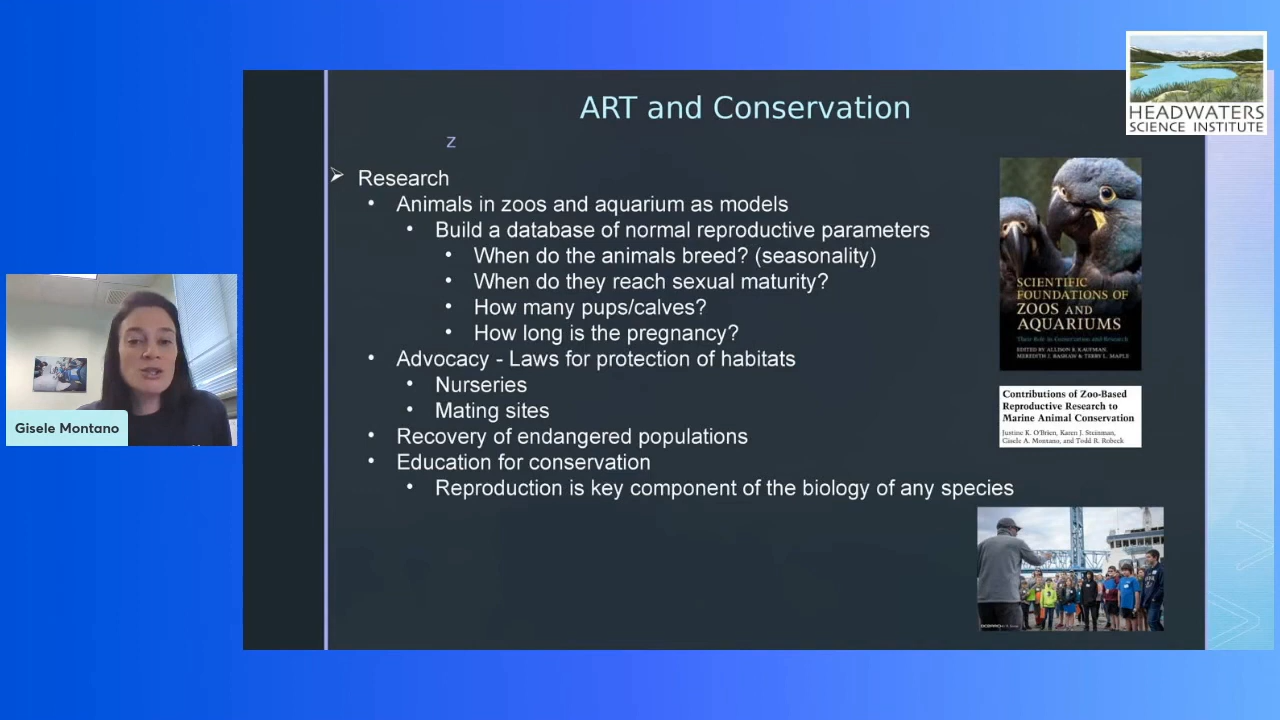 HEADWATERS
SCIENCE INSTITUTE
ART and Conservation
z
➢ Research
• Animals in zoos and aquarium as models
• Build a database of normal reproductive parameters
• When do the animals breed? (seasonality)
• When do they reach sexual maturity?
• How many pups/calves?
• How long is the pregnancy?
• Advocacy - Laws for protection of habitats
• Nurseries
• Mating sites
• Recovery of endangered populations
• Education for conservation
• Reproduction is key component of the biology of any species
SCIENTIFIC
FOUNDATIONS OF
ZOOS AND
AQUARIUMS
Their Role in Conservation and Research
EDITED BY ALLISON B. KAUFMAN,
MEREDITH J. BASHAW & TERRY L. MAPLE
Contributions of Zoo-Based
Reproductive Research to
Marine Animal Conservation
Justine K. O'Brien, Karen J. Steinman,
Gisele A. Montano, and Todd R. Robeck
Gisele Montano